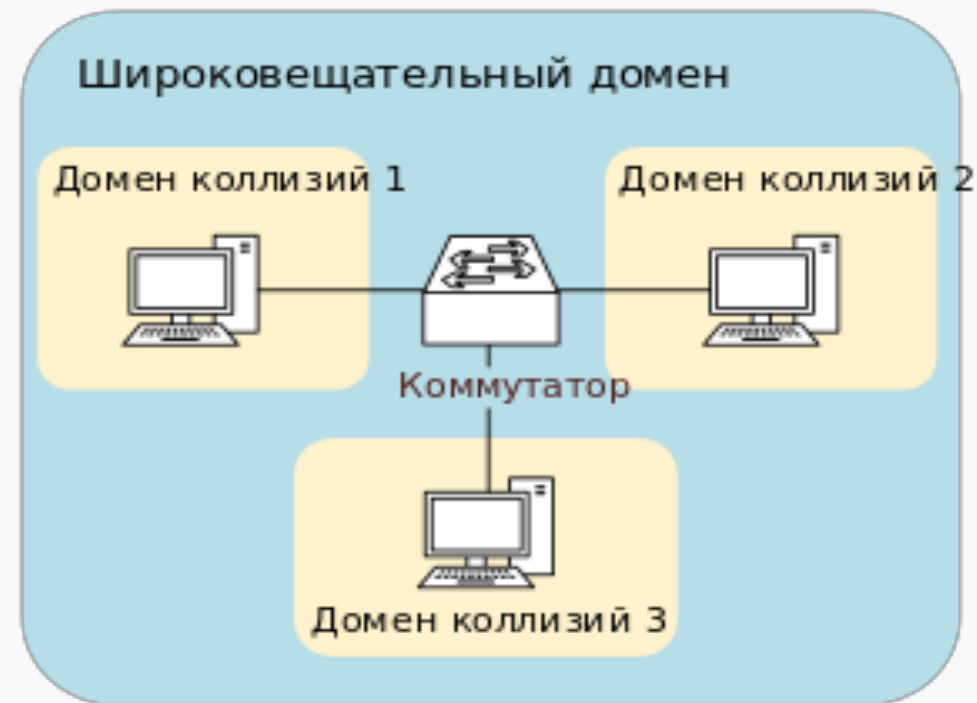 Широковещательный домен
Домен коллизий 1
Домен коллизий 2
Коммутатор
Домен коллизий 3